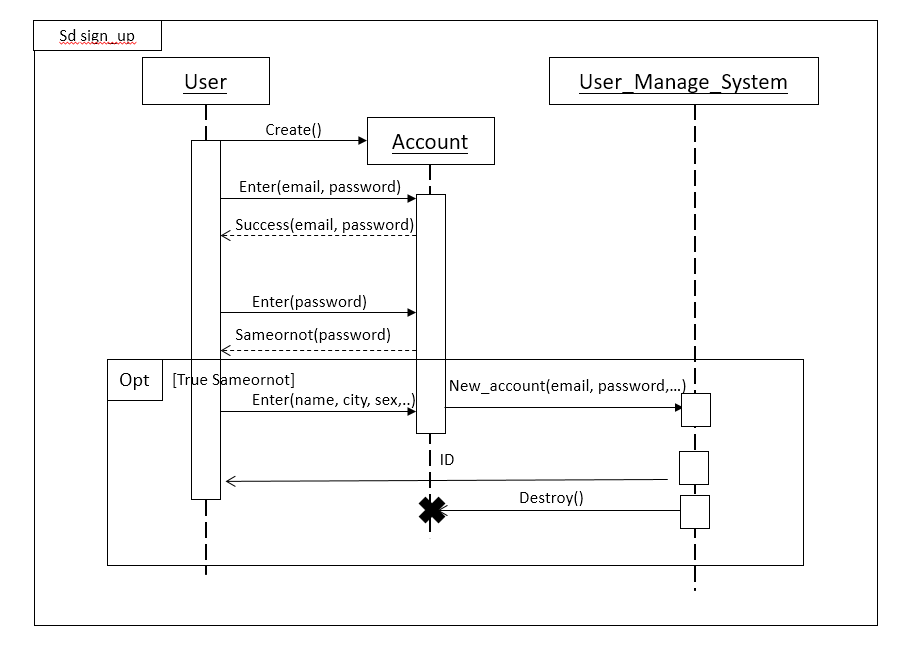 Sd sign_up
User
User_Manage_System
Create()
Account
Enter(email, password)
Success(email, password)
Enter(password)
Sameornot(password)
Opt
[True Sameornot]
New_account(email, password,...)
Enter(name, city, sex,..)
ID
Destroy()